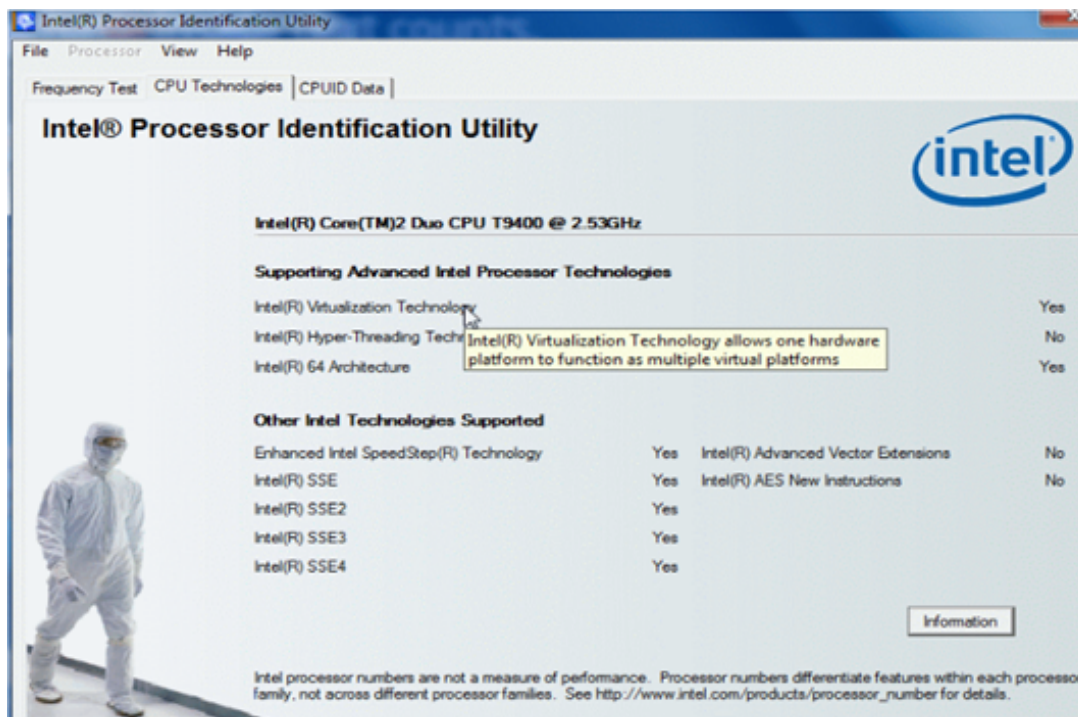 Intel(R) Processor Identification Utility
File Processor View Help
Frequency Test CPU Technologies CPUID Data
Intel® Processor Identification Utility
intel
Intel(R) Core(TM)2 Duo CPU T9400 @ 2.53GHz
Supporting Advanced Intel Processor Technologies
Intel(R) Virtualization Technology Yes
Intel(R) Hyper-Threading No
Intel(R) Virtualization Technology allows one hardware
platform to function as multiple virtual platforms
Intel(R) 64 Architecture Yes
Other Intel Technologies Supported
Enhanced Intel SpeedStep(R) Technology Yes Intel(R) Advanced Vector Extensions No
Intel(R) SSE Yes Intel(R) AES New Instructions No
Intel(R) SSE2 Yes
Intel(R) SSE3 Yes
Intel(R) SSE4 Yes
Information
Intel processor numbers are not a measure of performance. Processor numbers differentiate features within each processor
family, not across different processor families. See http://www.intel.com/products/processor_number for details.